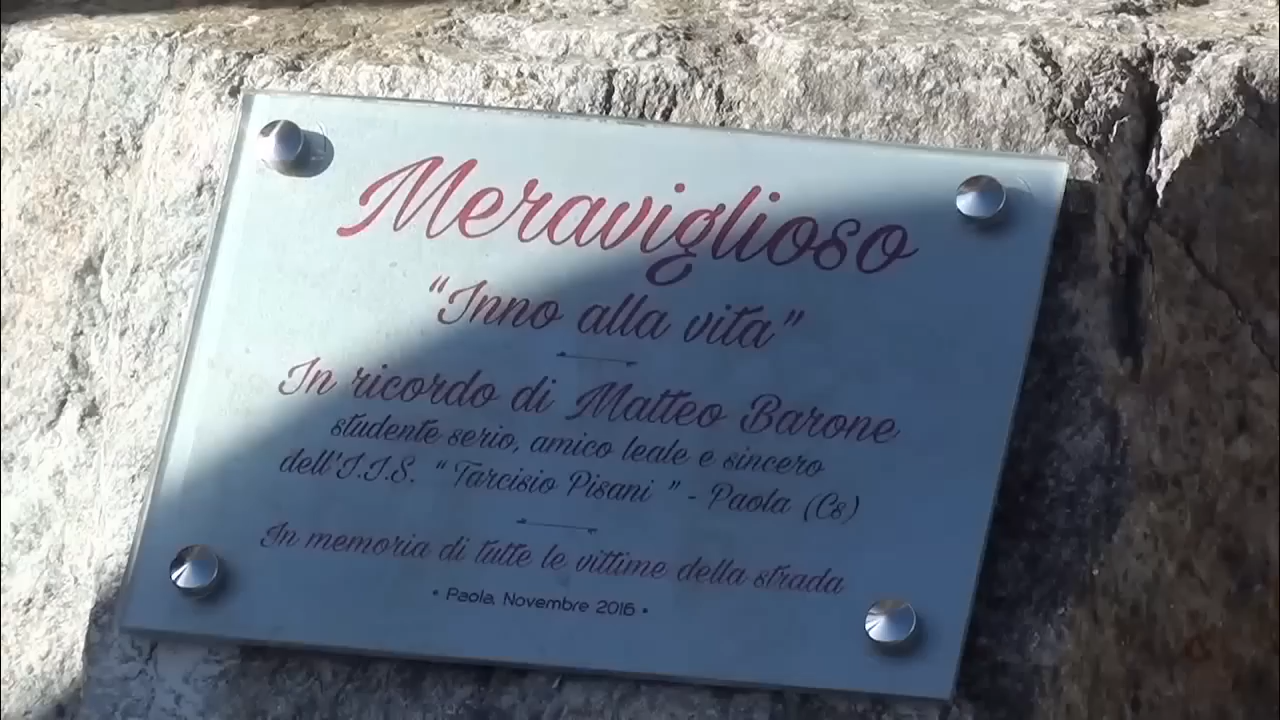 Meraviglioso
“Inno alla vita”
In ricordo di Matteo Barone
studente serio, amico leale e sincero
dell'I.I.S. “Tarcisio Pisani” - Paola (Cs)
In memoria di tutte le vittime della strada
• Paola, Novembre 2016 •